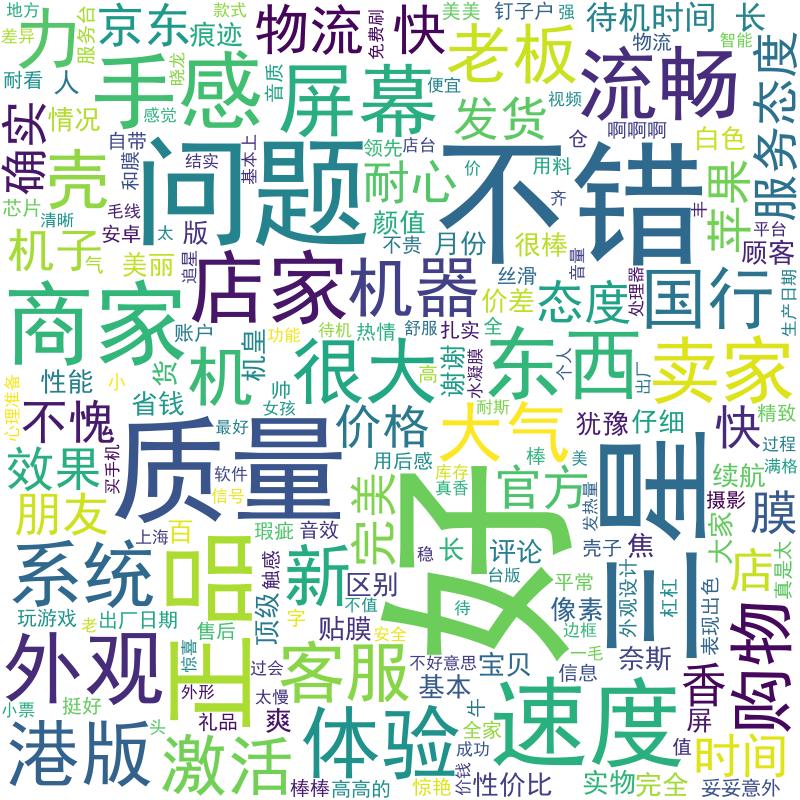 地方
款式
钉子户
强
差异
力
服务台
京东
痕迹
物流
免费刷
快
待机时间
长
物流
智能
耐看
人
手感
晓龙
感觉
音质
屏幕
便宜
老板
视频
流畅
服务态度
确实
情况
自带
和膜
结实
基本上
领先
店台
发货
仓
啊啊啊
白色
壳
问题
耐心
价
用料
不错
苹果
芯片
清晰
毛线
安卓
太
版
颜值
齐
丰
平台
机子
气
美丽
追星
不贵
月份
很棒
丝滑
音量
顾客
店家
机器
价差
态度
处理器
国行
生产日期
商家
账户
机
机皇
功能
待机
热情
舒服
扎实
全
很大
谢谢
水凝膜
东西
个人
出厂
卖家
心理准备
性能
小
货
省钱
帅
女孩
高
耐斯
精致
不愧
买手机
最好
价格
大气
犹豫
仔细
快
过程
质量
效果
软件
信号
用后感
库存
真香
棒
美
官方
三星
发热量
续航
满格
摄影
膜
朋友
上海
百
瑕疵
音效
完美
好
稳
长
评论
壳子
焦
大家
真是太
系统
正品
新
触感
顶级
区别
不值
台版
待
平常
外观设计
杠杠
店
表现出色
玩游戏
老
出厂日期
售后
字
贴膜
安全
像素
边框
外观
惊喜
过会
客服
不好意思
基本
宝贝
一毛
信息
奈斯
香
购物
小票
挺好
外形
礼品
太慢
爽
牛
全家
速度
屏
值
港版
头
激活
体验
成功
时间
棒棒
高高的
惊艳
价钱
性价比
实物
完全
妥妥
意外